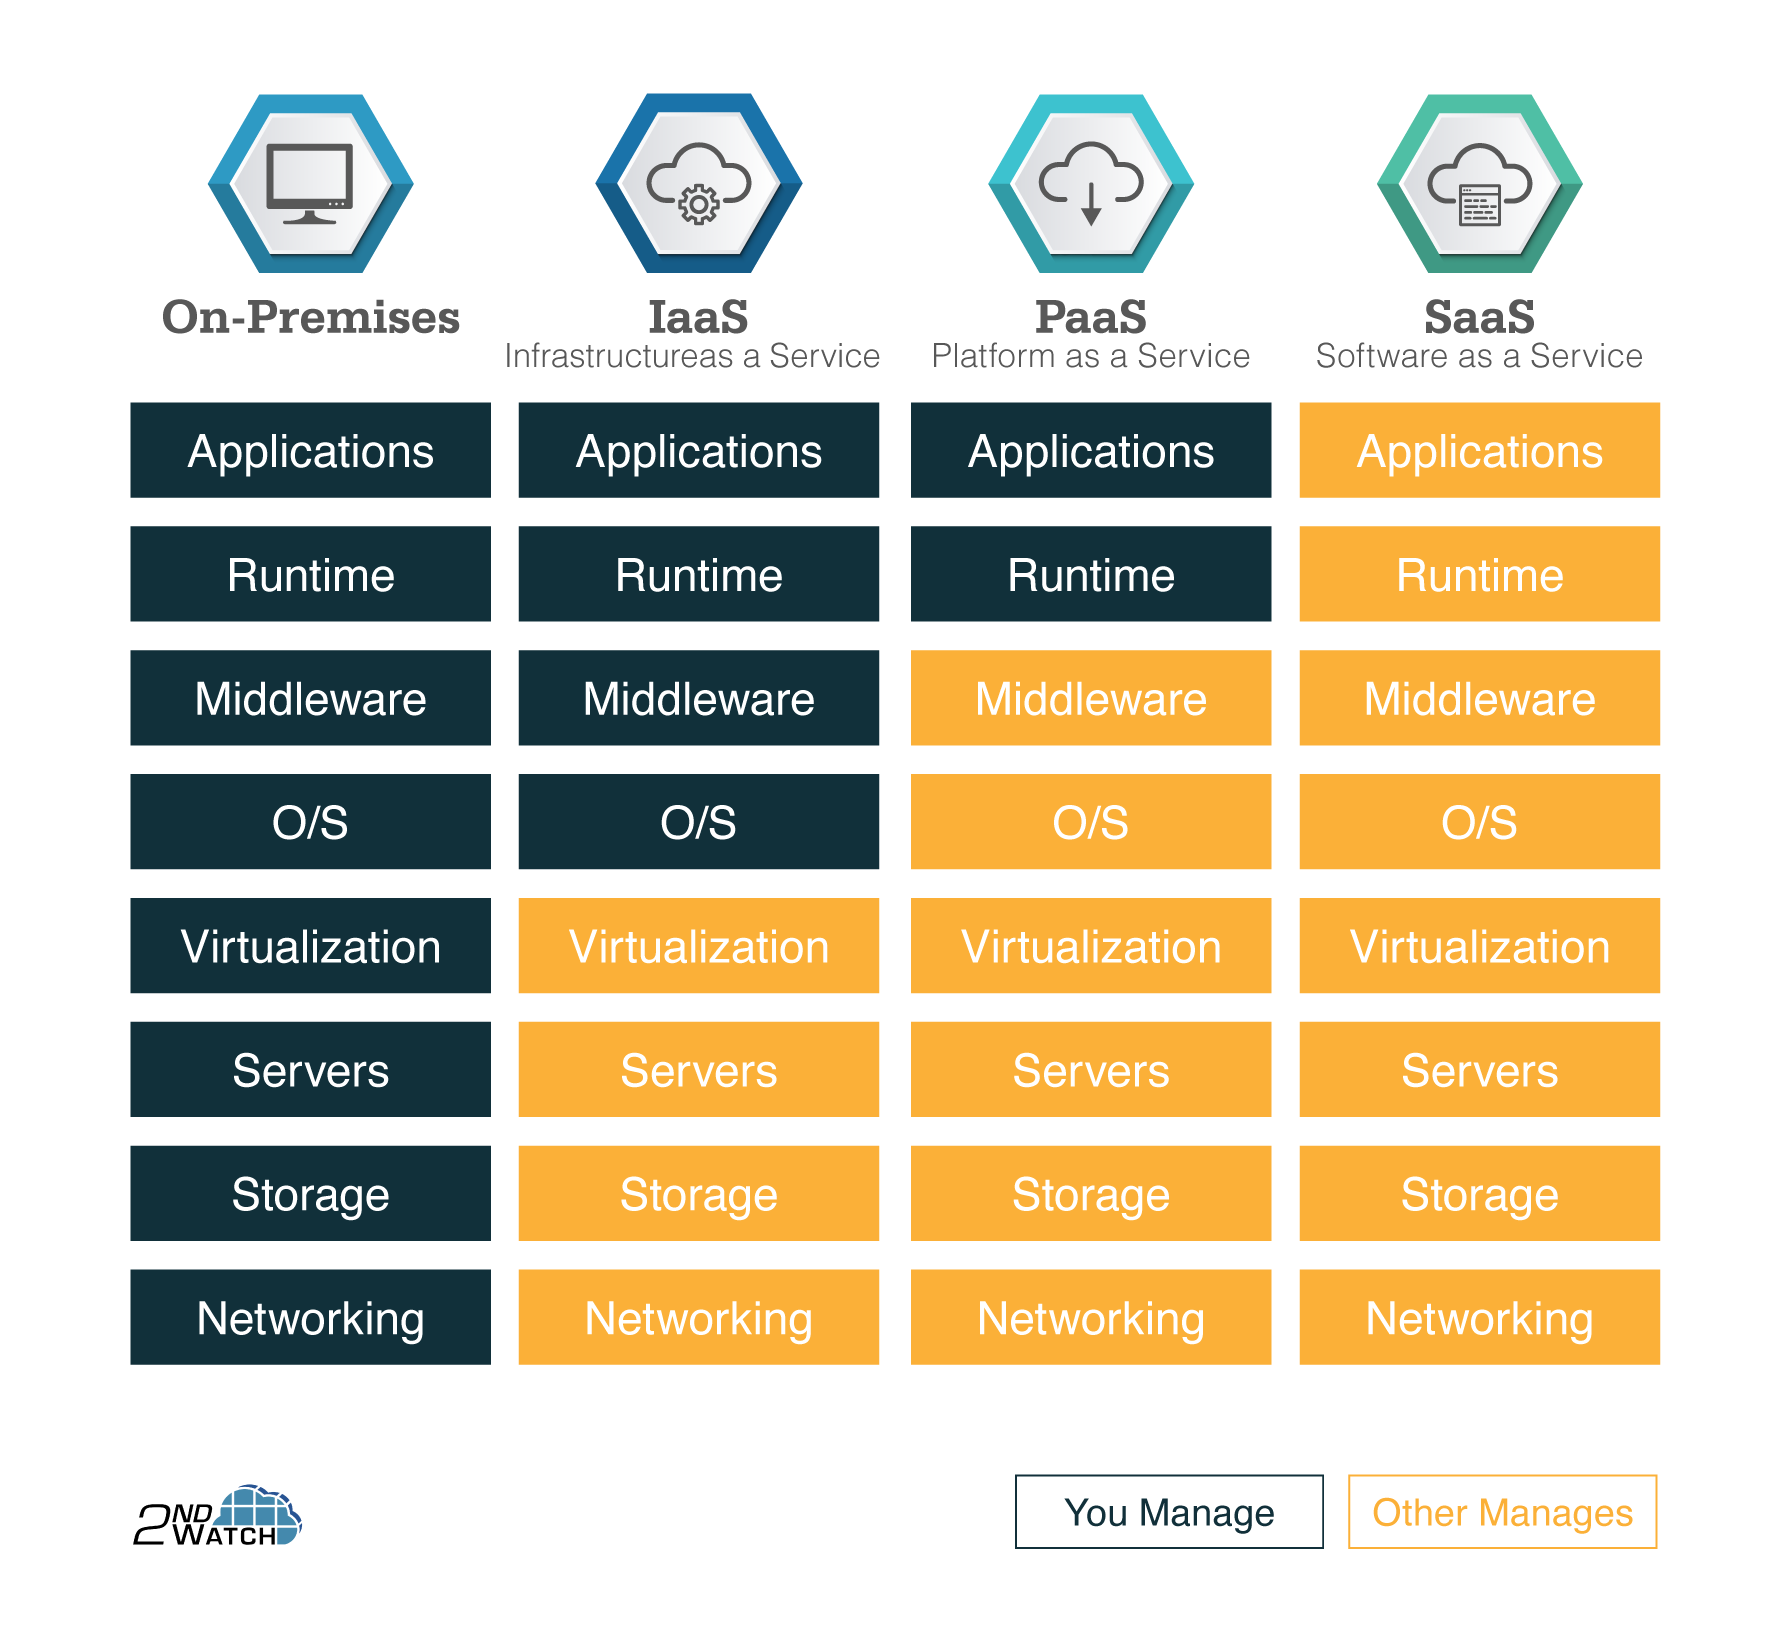 On-Premises
IaaS
Infrastructureas a Service
PaaS
Platform as a Service
SaaS
Software as a Service
Applications
Applications
Applications
Applications
Runtime
Runtime
Runtime
Runtime
Middleware
Middleware
Middleware
Middleware
O/S
O/S
O/S
O/S
Virtualization
Virtualization
Virtualization
Virtualization
Servers
Servers
Servers
Servers
Storage
Storage
Storage
Storage
Networking
Networking
Networking
Networking
2ND
WATCH
You Manage
Other Manages